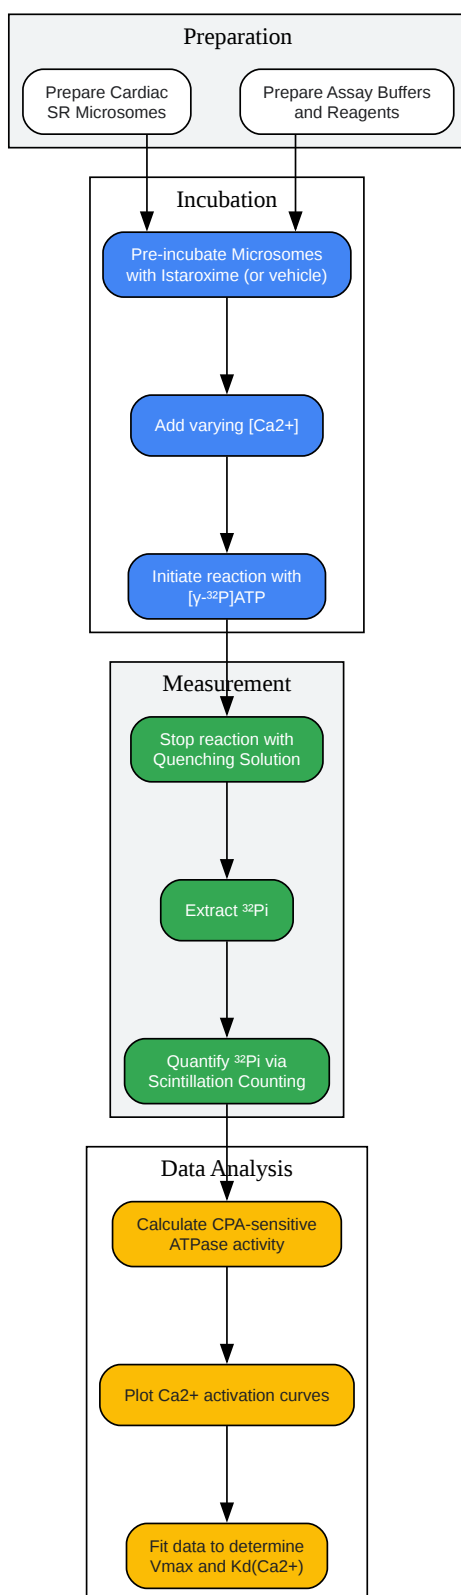 Preparation
Prepare Cardiac
SR Microsomes
Prepare Assay Buffers
and Reagents
Incubation
Pre-incubate Microsomes
with Istaroxime (or vehicle)
Add varying [Ca2+]
Initiate reaction with
[γ-³²P]ATP
Measurement
Stop reaction with
Quenching Solution
Extract ³²Pi
Quantify ³²Pi via
Scintillation Counting
Data Analysis
Calculate CPA-sensitive
ATPase activity
Plot Ca2+ activation curves
Fit data to determine
Vmax and Kd(Ca2+)